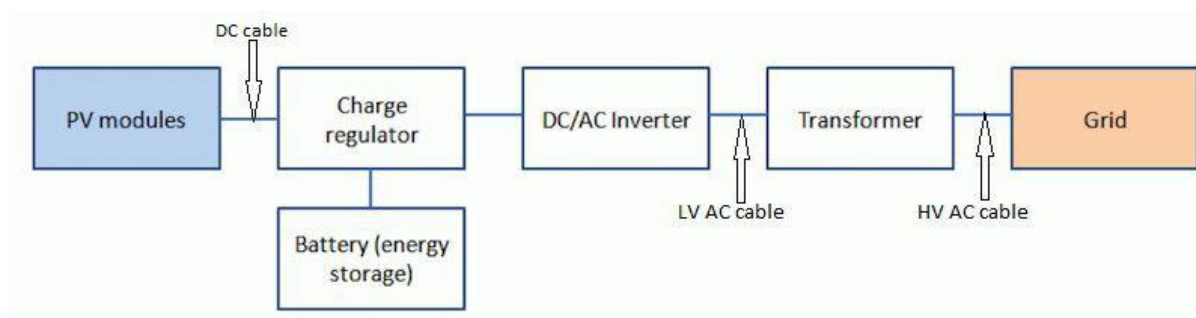 DC cable
PV modules
Charge
regulator
DC/AC Inverter
Transformer
Grid
LV AC cable
HV AC cable
Battery (energy
storage)